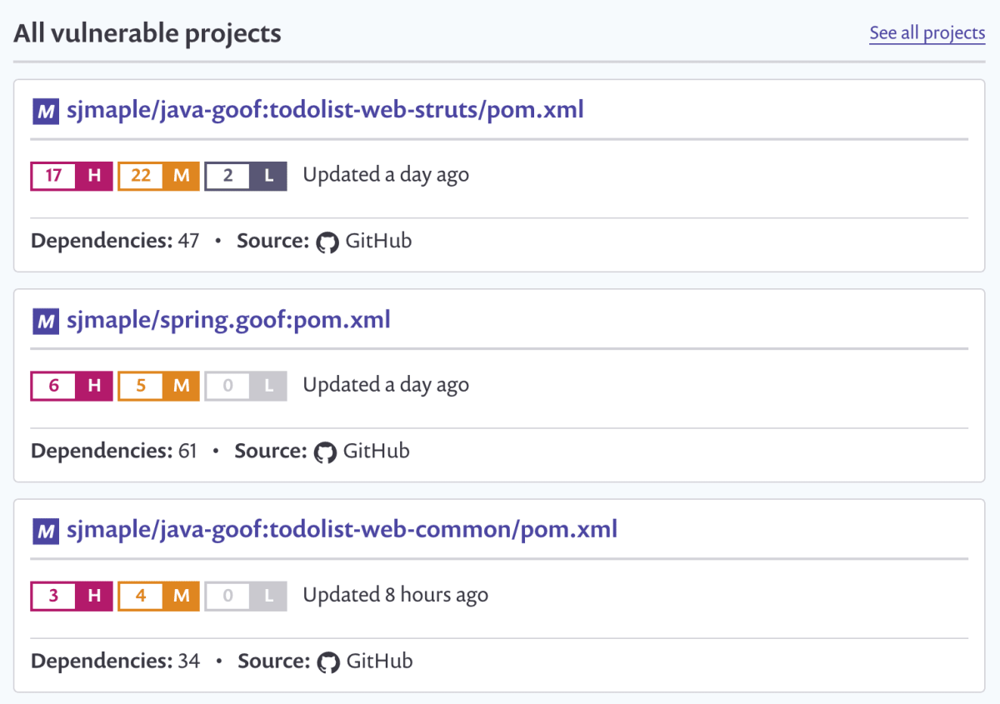 All vulnerable projects See all projects
M sjmaple/java-goof:todolist-web-struts/pom.xml
17 H 22 M 2 L Updated a day ago
Dependencies: 47 • Source: GitHub
M sjmaple/spring.goof:pom.xml
6 H 5 M 0 L Updated a day ago
Dependencies: 61 • Source: GitHub
M sjmaple/java-goof:todolist-web-common/pom.xml
3 H 4 M 0 L Updated 8 hours ago
Dependencies: 34 • Source: GitHub